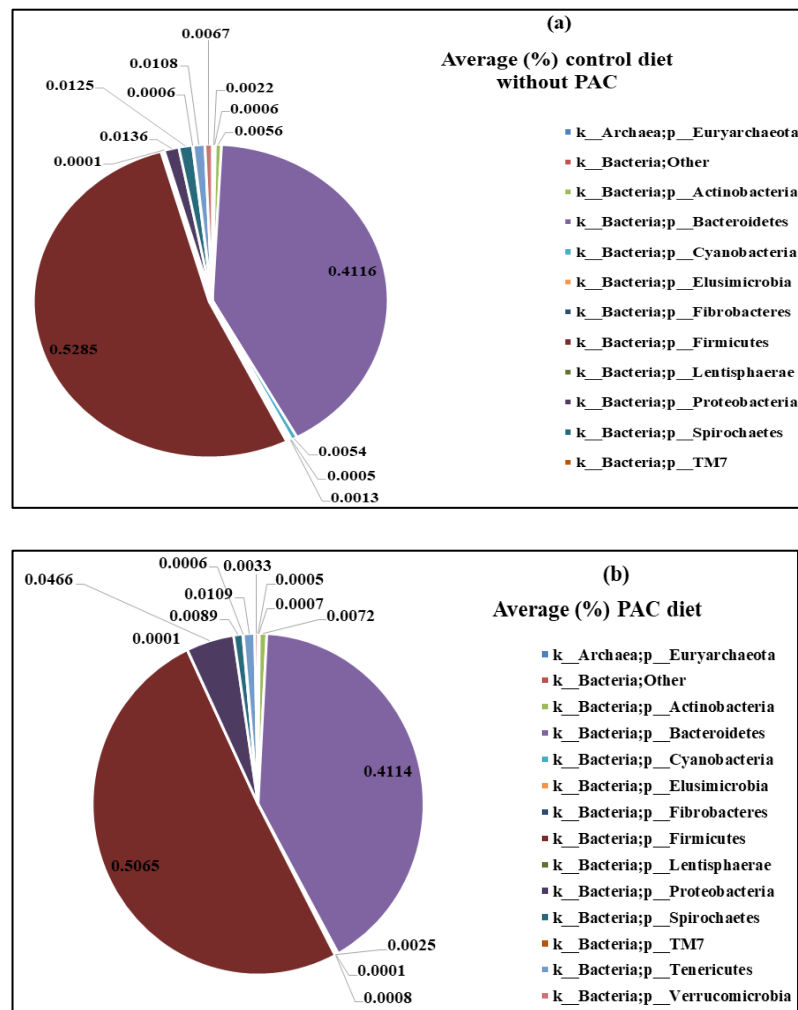 (a)
Average (%) control diet
without PAC
0.0067
0.0108
0.0022
0.0125
0.0006
0.0006
0.0136
0.0056
0.0001
0.4116
0.5285
0.0054
0.0005
0.0013
k__Archaea;p__Euryarchaeota
k__Bacteria;Other
k__Bacteria;p__Actinobacteria
k__Bacteria;p__Bacteroidetes
k__Bacteria;p__Cyanobacteria
k__Bacteria;p__Elusimicrobia
k__Bacteria;p__Fibrobacteres
k__Bacteria;p__Firmicutes
k__Bacteria;p__Lentisphaerae
k__Bacteria;p__Proteobacteria
k__Bacteria;p__Spirochaetes
k__Bacteria;p__TM7
(b)
Average (%) PAC diet
0.0006
0.0033
0.0466
0.0109
0.0005
0.0089
0.0007
0.0072
0.0001
0.4114
0.5065
0.0025
0.0001
0.0008
k__Archaea;p__Euryarchaeota
k__Bacteria;Other
k__Bacteria;p__Actinobacteria
k__Bacteria;p__Bacteroidetes
k__Bacteria;p__Cyanobacteria
k__Bacteria;p__Elusimicrobia
k__Bacteria;p__Fibrobacteres
k__Bacteria;p__Firmicutes
k__Bacteria;p__Lentisphaerae
k__Bacteria;p__Proteobacteria
k__Bacteria;p__Spirochaetes
k__Bacteria;p__TM7
k__Bacteria;p__Tenericutes
k__Bacteria;p__Verrucomicrobia